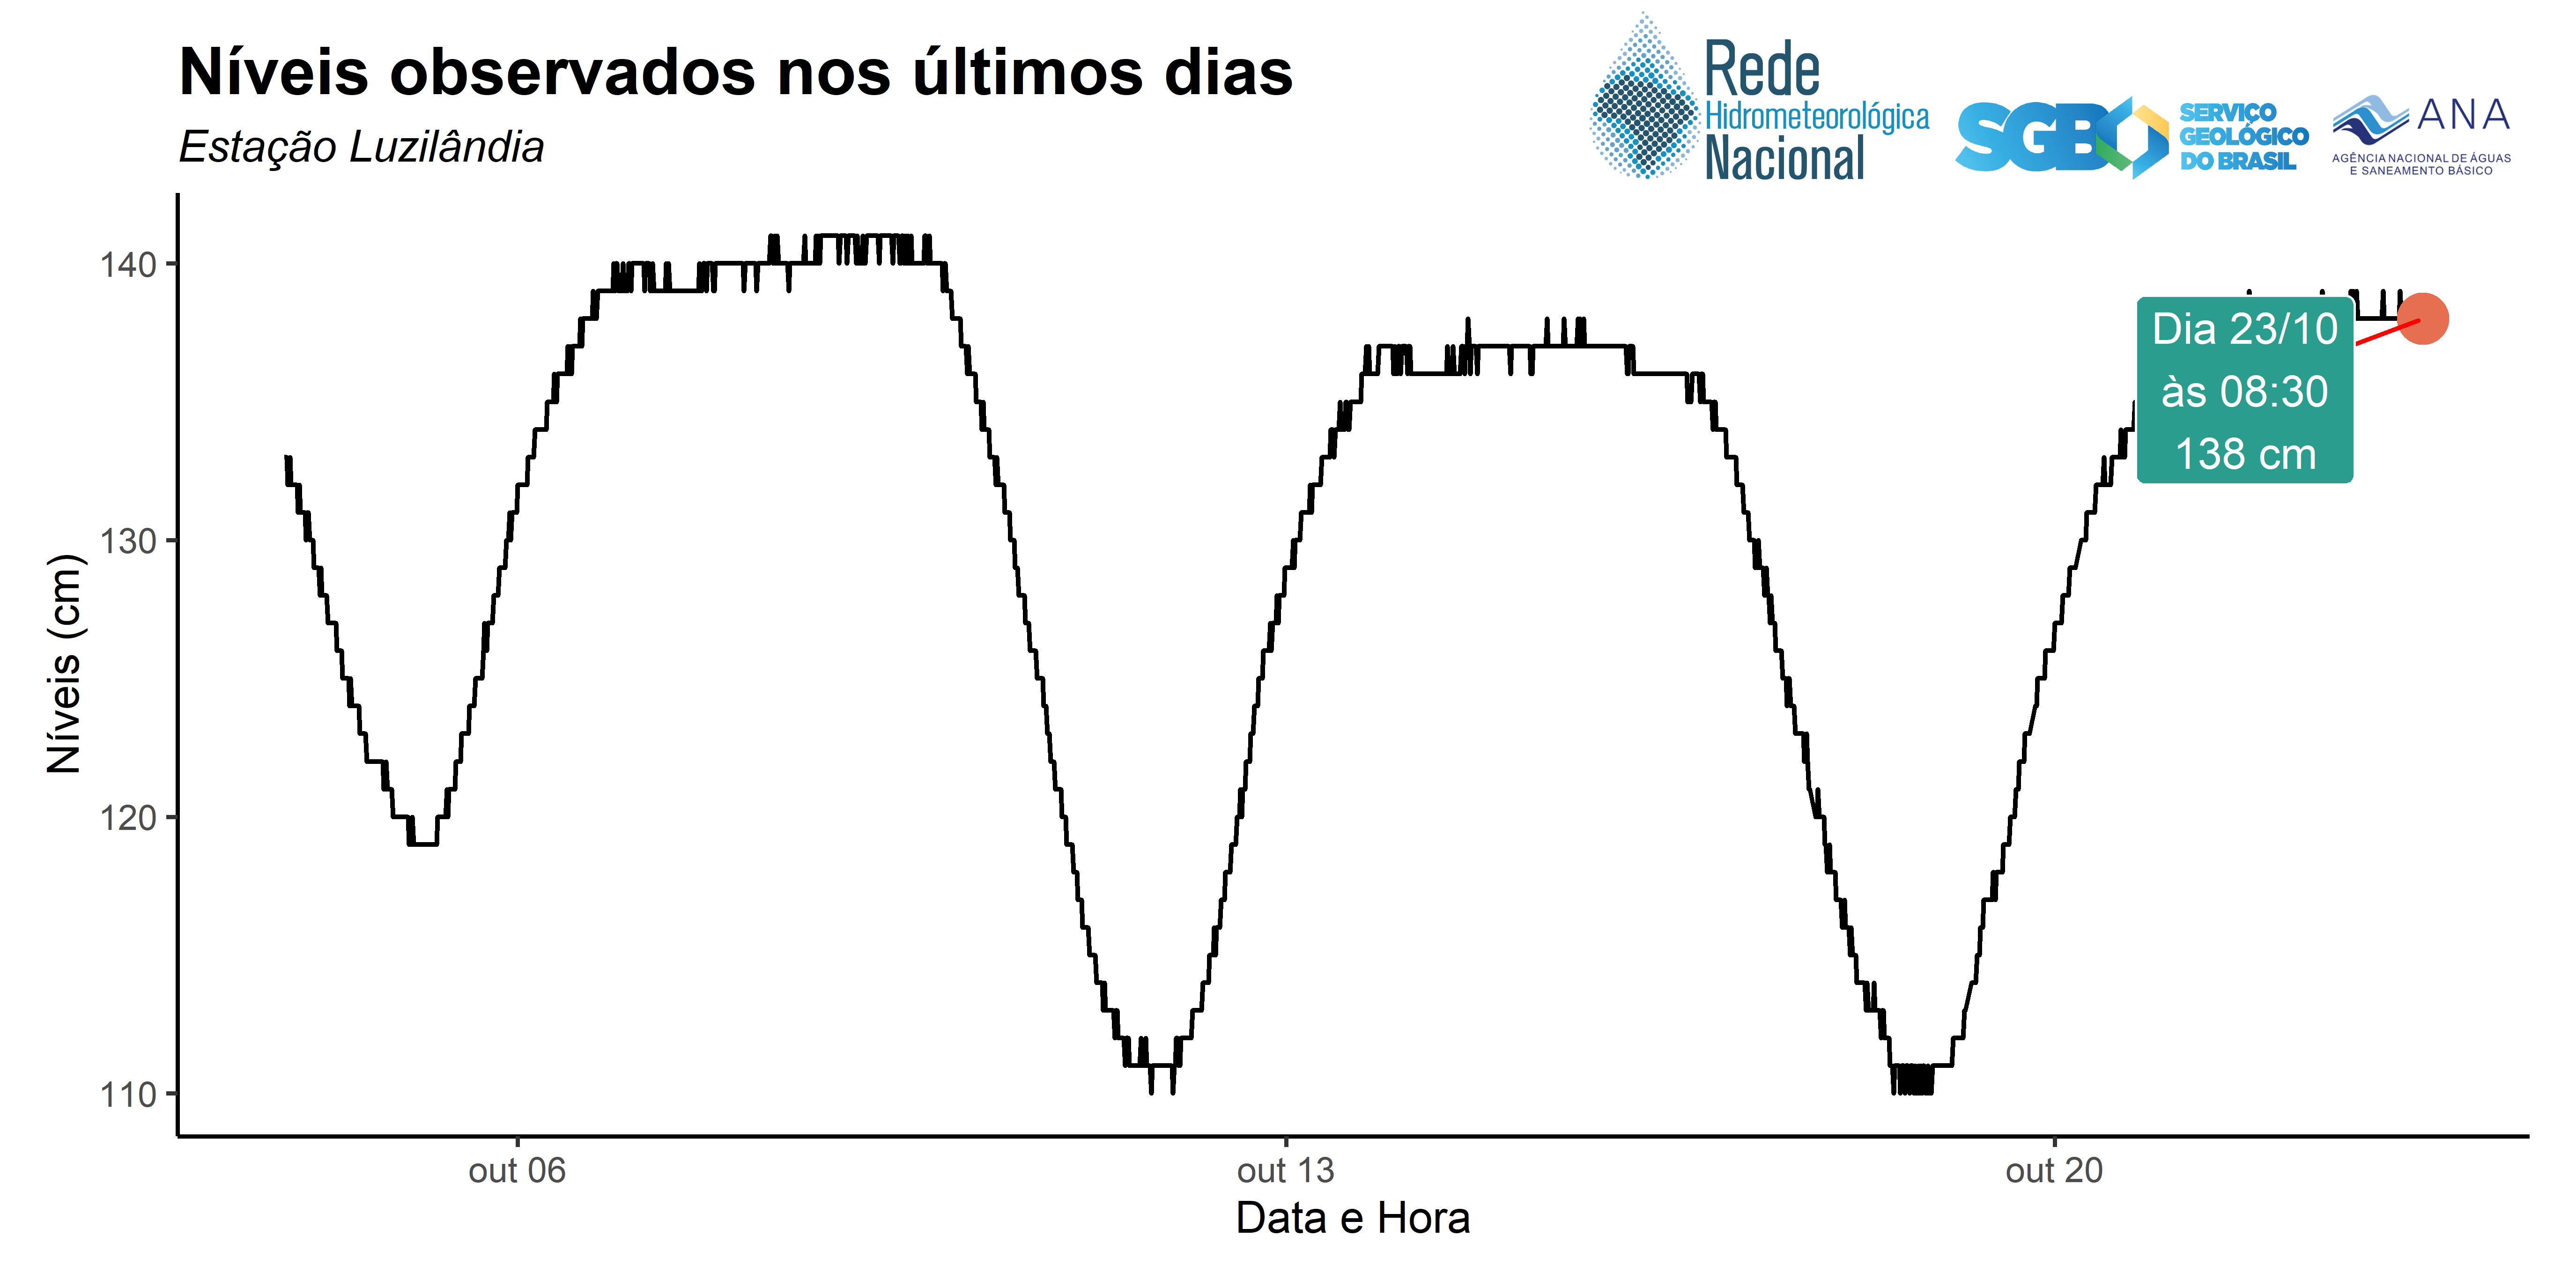 Níveis observados nos últimos dias
Estação Luzilândia
Rede
Hidrometeorológica
Nacional
SGB
SERVIÇO
GEOLÓGICO
DO BRASIL
ANA
AGÊNCIA NACIONAL DE ÁGUAS
E SANEAMENTO BÁSICO
Níveis (cm)
140
130
120
110
Dia 23/10
às 08:30
138 cm
out 06
out 13
out 20
Data e Hora